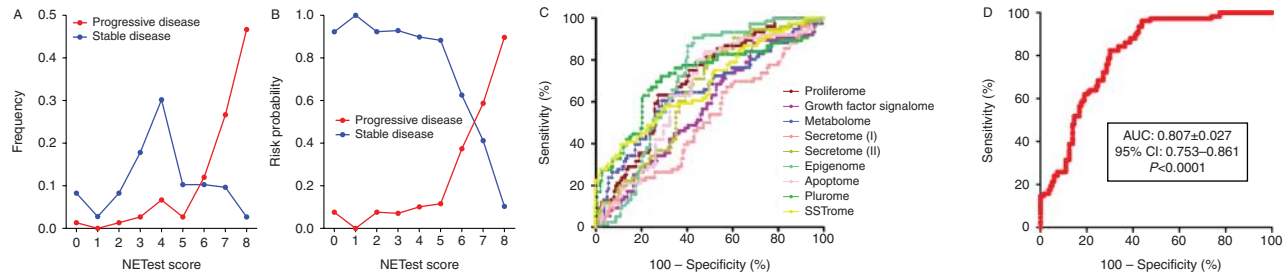 A
Progressive disease
Stable disease
Frequency
0.5
0.4
0.3
0.2
0.1
0.0
0 1 2 3 4 5 6 7 8
NETest score
B
Risk probability
1.0
0.8
0.6
0.4
0.2
0.0
Progressive disease
Stable disease
0 1 2 3 4 5 6 7 8
NETest score
C
Sensitivity (%)
100
80
60
40
20
0
0 20 40 60 80 100
100 – Specificity (%)
Proliferome
Growth factor signalome
Metabolome
Secretome (I)
Secretome (II)
Epigenome
Apoptome
Plurome
SSTrome
D
Sensitivity (%)
100
80
60
40
20
0
0 20 40 60 80 100
100 – Specificity (%)
AUC: 0.807±0.027
95% CI: 0.753–0.861
P<0.0001